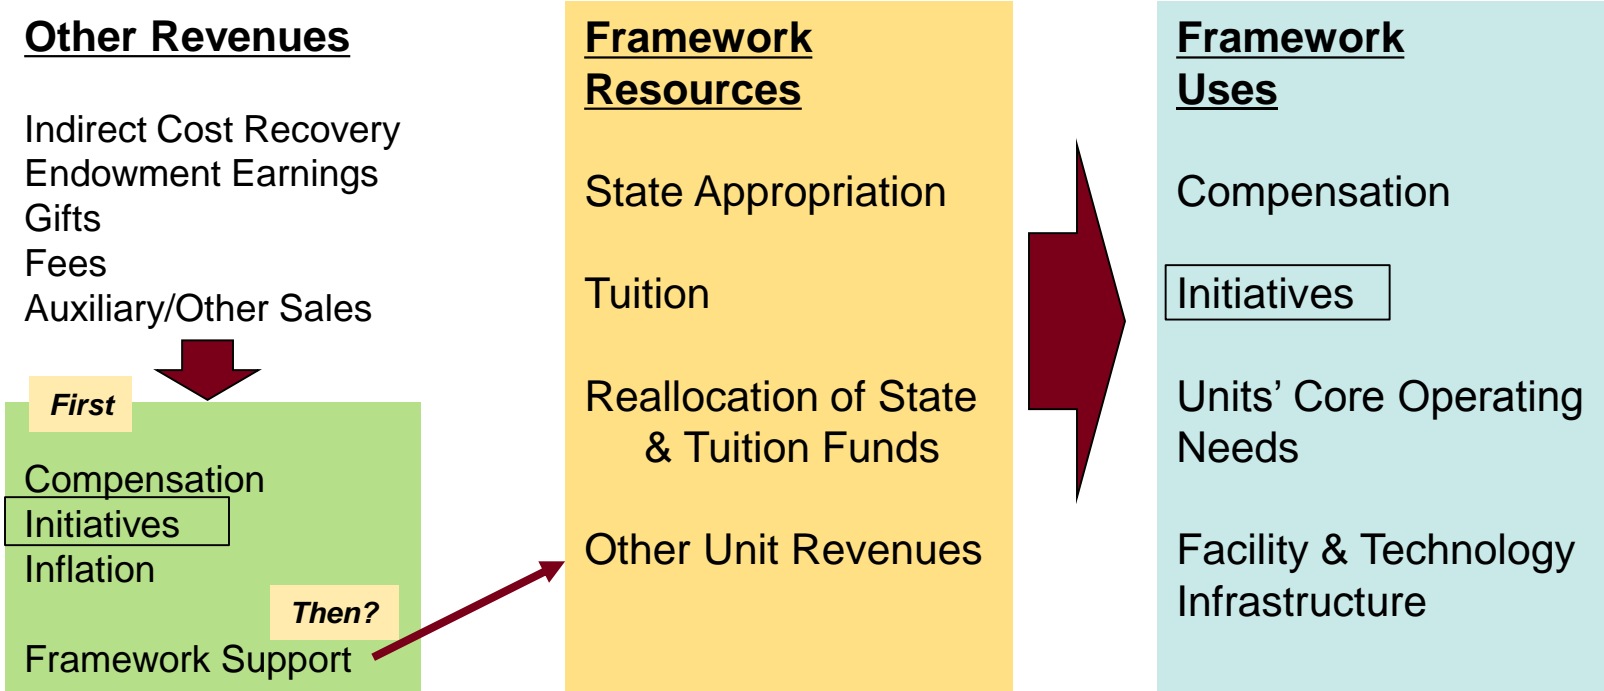 Other Revenues
Indirect Cost Recovery
Endowment Earnings
Gifts
Fees
Auxiliary/Other Sales
First
Compensation
Initiatives
Inflation
Then?
Framework Support
Framework
Resources
State Appropriation
Tuition
Reallocation of State
& Tuition Funds
Other Unit Revenues
Framework
Uses
Compensation
Initiatives
Units’ Core Operating
Needs
Facility & Technology
Infrastructure